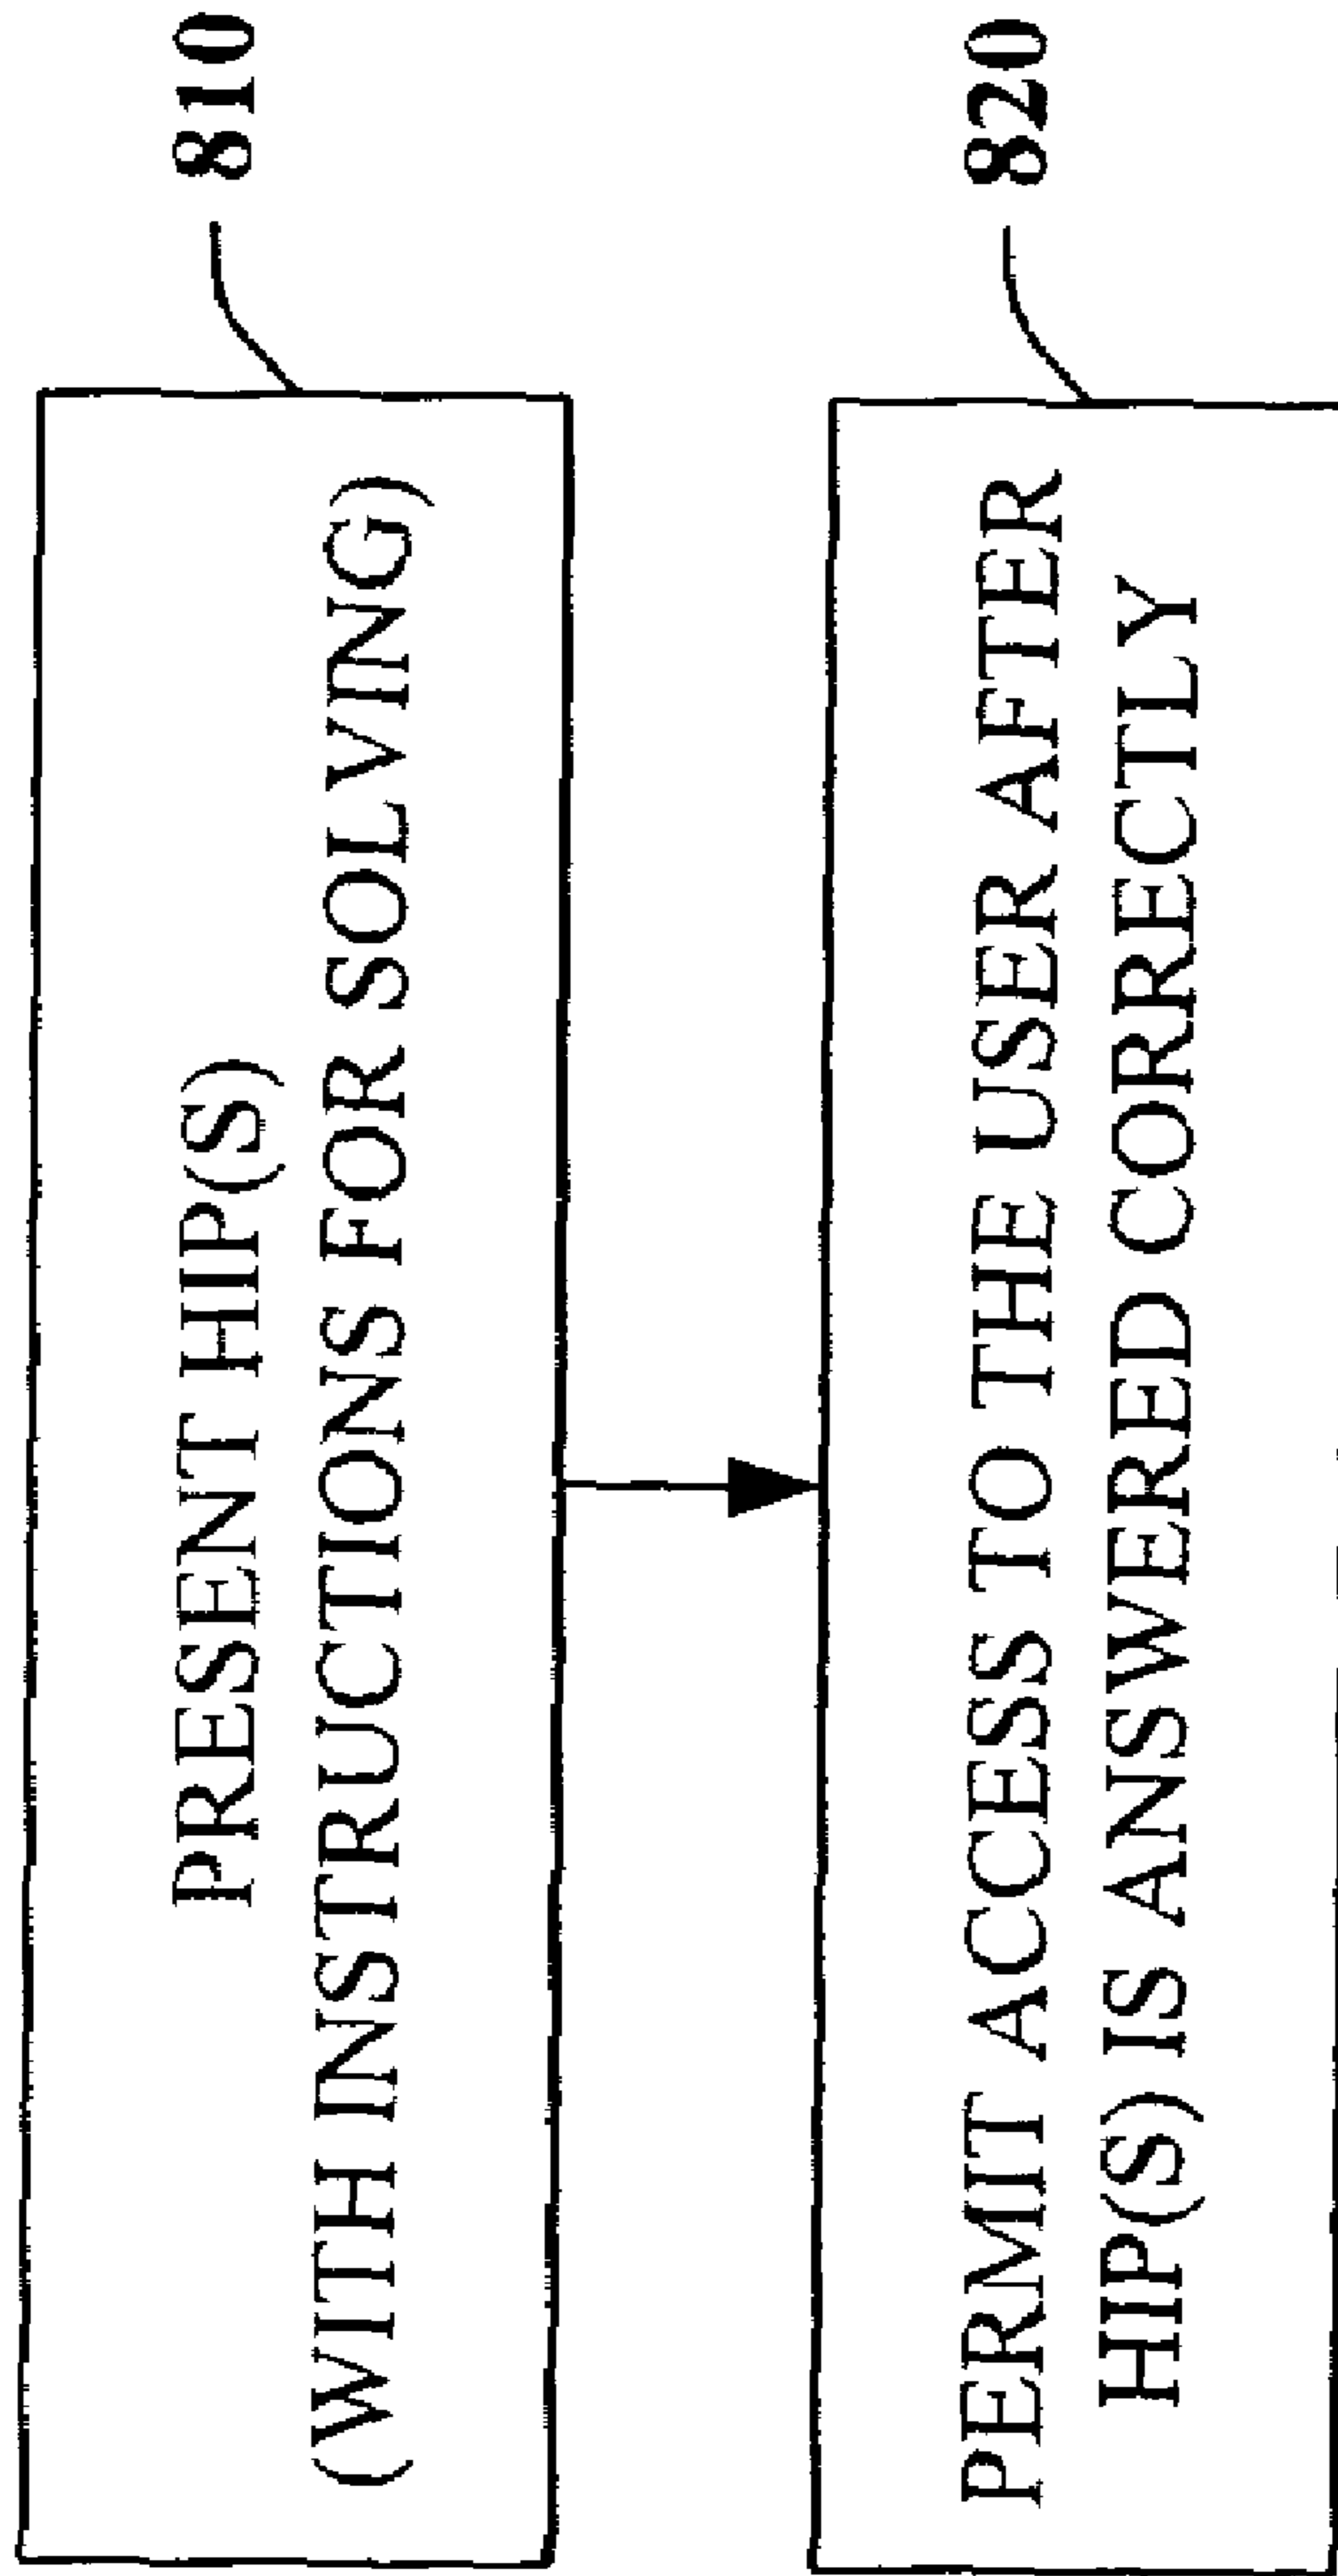 PRESENT HIP(S)
(WITH INSTRUCTIONS FOR SOLVING)
810
PERMIT ACCESS TO THE USER AFTER
HIP(S) IS ANSWERED CORRECTLY
820